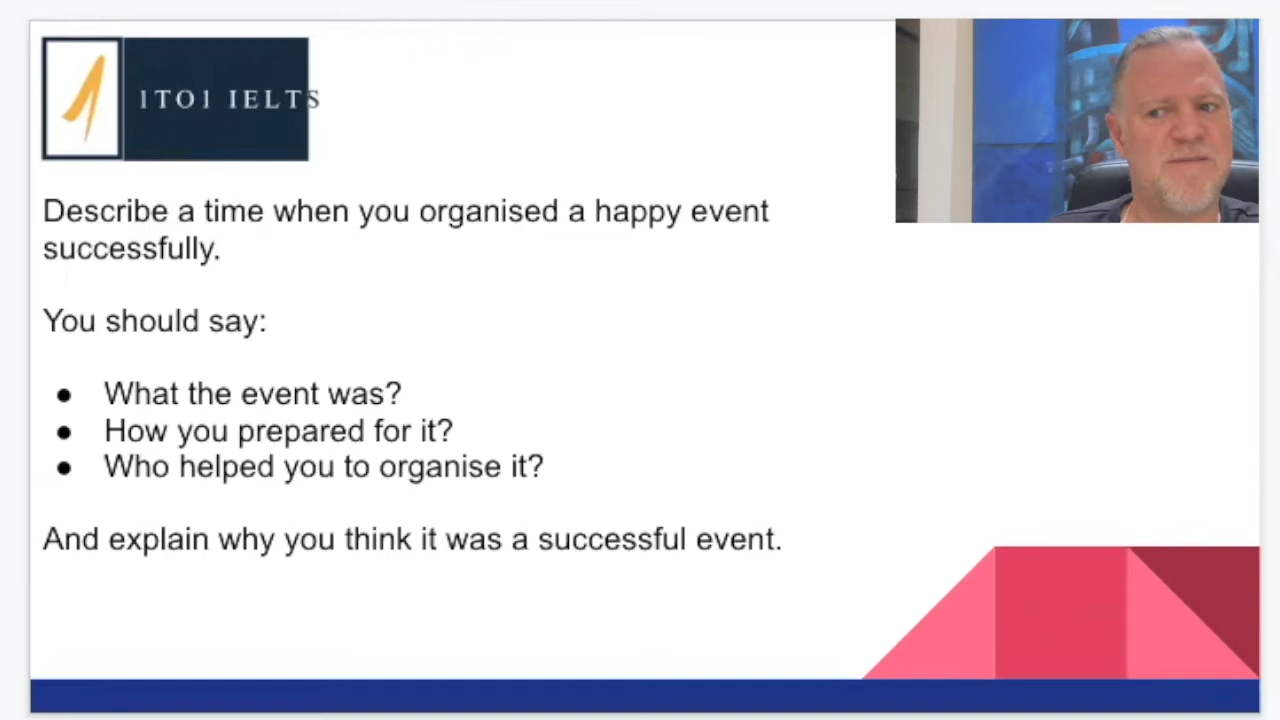 1TO1 IELTS
Describe a time when you organised a happy event
successfully.
You should say:
● What the event was?
● How you prepared for it?
● Who helped you to organise it?
And explain why you think it was a successful event.